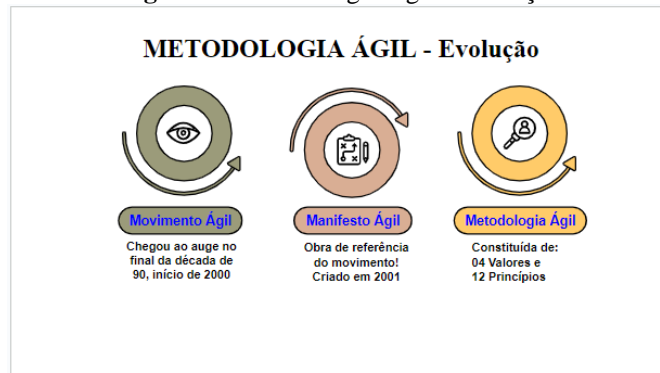 METODOLOGIA ÁGIL - Evolução
Movimento Ágil
Chegou ao auge no
final da década de
90, início de 2000
Manifesto Ágil
Obra de referência
do movimento!
Criado em 2001
Metodologia Ágil
Constituída de:
04 Valores e
12 Princípios